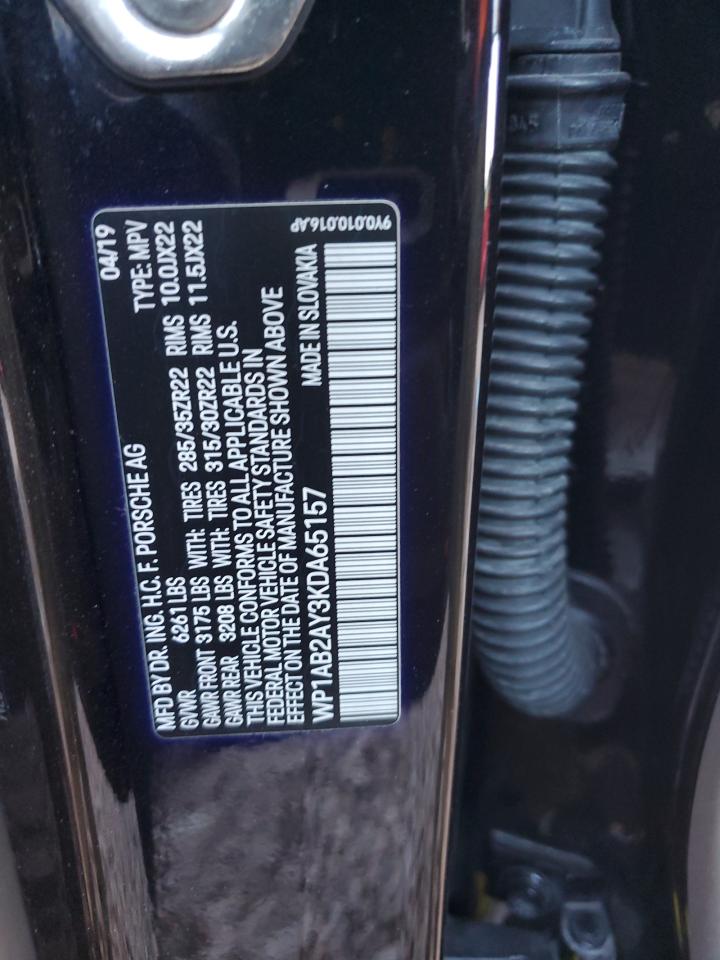 MFD BY DR. ING. H.C. F. PORSCHE AG 04/19
GVWR 6261 LBS TYPE: MPV
GAWR FRONT 3175 LBS WITH: TIRES 285/35ZR22 RIMS 10.0JX22
GAWR REAR 3208 LBS WITH: TIRES 315/30ZR22 RIMS 11.5JX22
THIS VEHICLE CONFORMS TO ALL APPLICABLE U.S.
FEDERAL MOTOR VEHICLE SAFETY STANDARDS IN
EFFECT ON THE DATE OF MANUFACTURE SHOWN ABOVE
WP1AB2AY3KDA65157 MADE IN SLOVAKIA
9Y0.010.016.AP